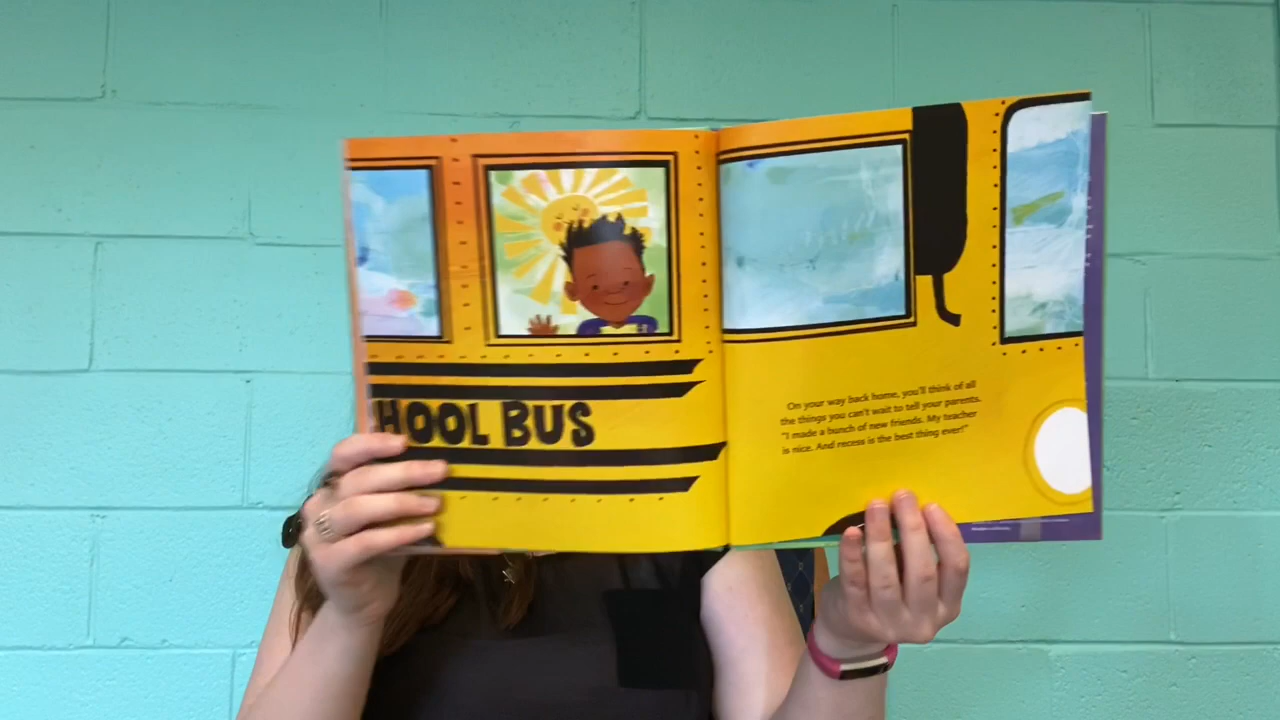 HOOL BUS
On your way back home, you'll think of all
the things you can't wait to tell your parents.
"I made a bunch of new friends. My teacher
is nice. And recess is the best thing ever!"